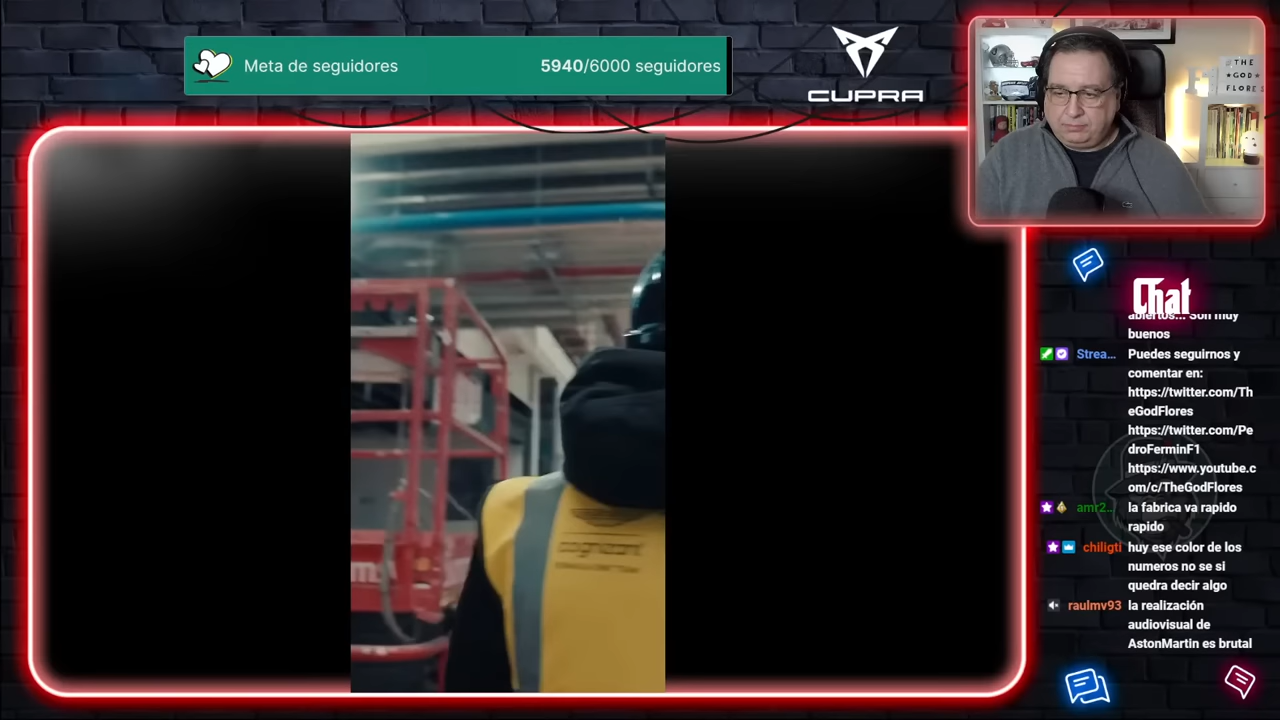 Meta de seguidores
5940/6000 seguidores
CUPRA
THE
GOD
FLORES
Chat
abiertos... Son muy
buenos
Strea... Puedes seguirnos y
comentar en:
https://twitter.com/Th
eGodFlores
https://twitter.com/Pe
droFerminF1
https://www.youtube.c
om/c/TheGodFlores
amr2... la fabrica va rapido
rapido
chiligti huy ese color de los
numeros no se si
quedra decir algo
raulmv93 la realización
audiovisual de
AstonMartin es brutal
cognizant